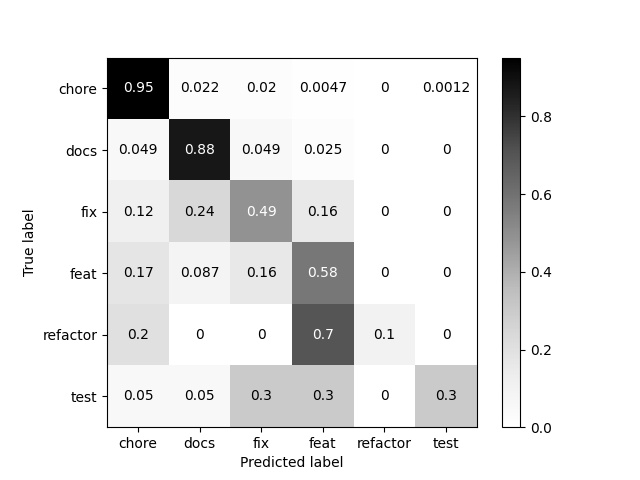 chore 0.95 0.022 0.02 0.0047 0 0.0012
docs 0.049 0.88 0.049 0.025 0 0
fix 0.12 0.24 0.49 0.16 0 0
feat 0.17 0.087 0.16 0.58 0 0
refactor 0.2 0 0 0.7 0.1 0
test 0.05 0.05 0.3 0.3 0 0.3
chore docs fix feat refactor test
Predicted label
True label
0.8
0.6
0.4
0.2
0.0